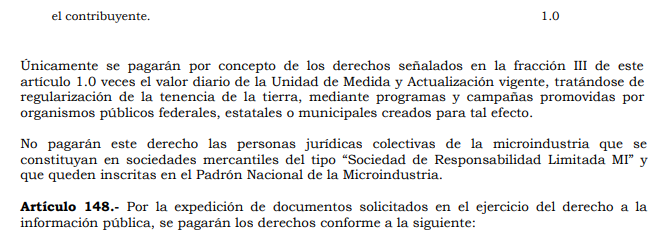 el contribuyente. 1.0
Únicamente se pagarán por concepto de los derechos señalados en la fracción III de este
artículo 1.0 veces el valor diario de la Unidad de Medida y Actualización vigente, tratándose de
regularización de la tenencia de la tierra, mediante programas y campañas promovidas por
organismos públicos federales, estatales o municipales creados para tal efecto.
No pagarán este derecho las personas jurídicas colectivas de la microindustria que se
constituyan en sociedades mercantiles del tipo “Sociedad de Responsabilidad Limitada MI” y
que queden inscritas en el Padrón Nacional de la Microindustria.
Artículo 148.- Por la expedición de documentos solicitados en el ejercicio del derecho a la
información pública, se pagarán los derechos conforme a la siguiente: